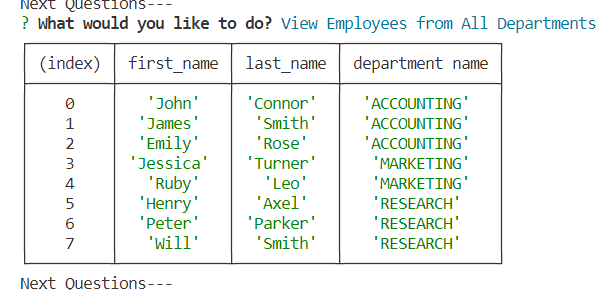 Next Questions---
? What would you like to do? View Employees from All Departments
(index) first_name last_name department name
0 'John' 'Connor' 'ACCOUNTING'
1 'James' 'Smith' 'ACCOUNTING'
2 'Emily' 'Rose' 'ACCOUNTING'
3 'Jessica' 'Turner' 'MARKETING'
4 'Ruby' 'Leo' 'MARKETING'
5 'Henry' 'Axel' 'RESEARCH'
6 'Peter' 'Parker' 'RESEARCH'
7 'Will' 'Smith' 'RESEARCH'
Next Questions---